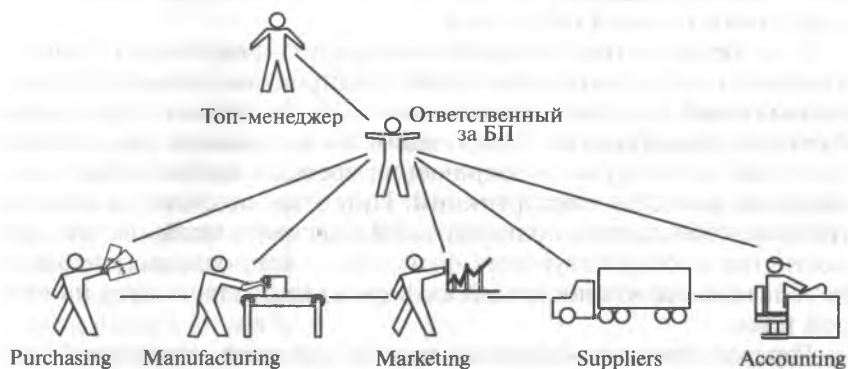 Топ-менеджер
Ответственный
за БП
Purchasing Manufacturing Marketing Suppliers Accounting